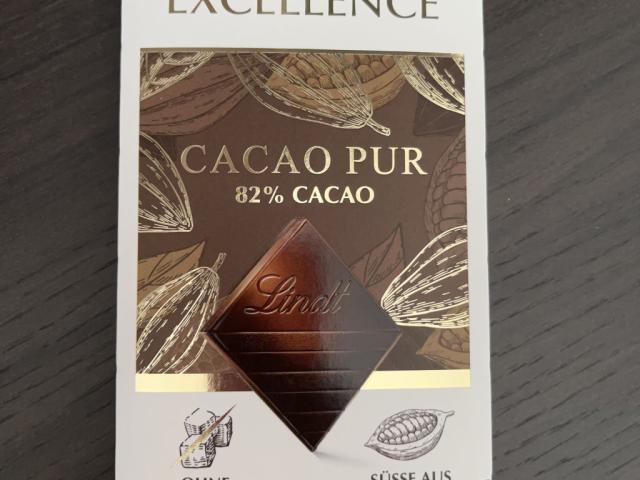 EXCELLENCE
CACAO PUR
82% CACAO
Lindt
OHNE
SÜSSE AUS